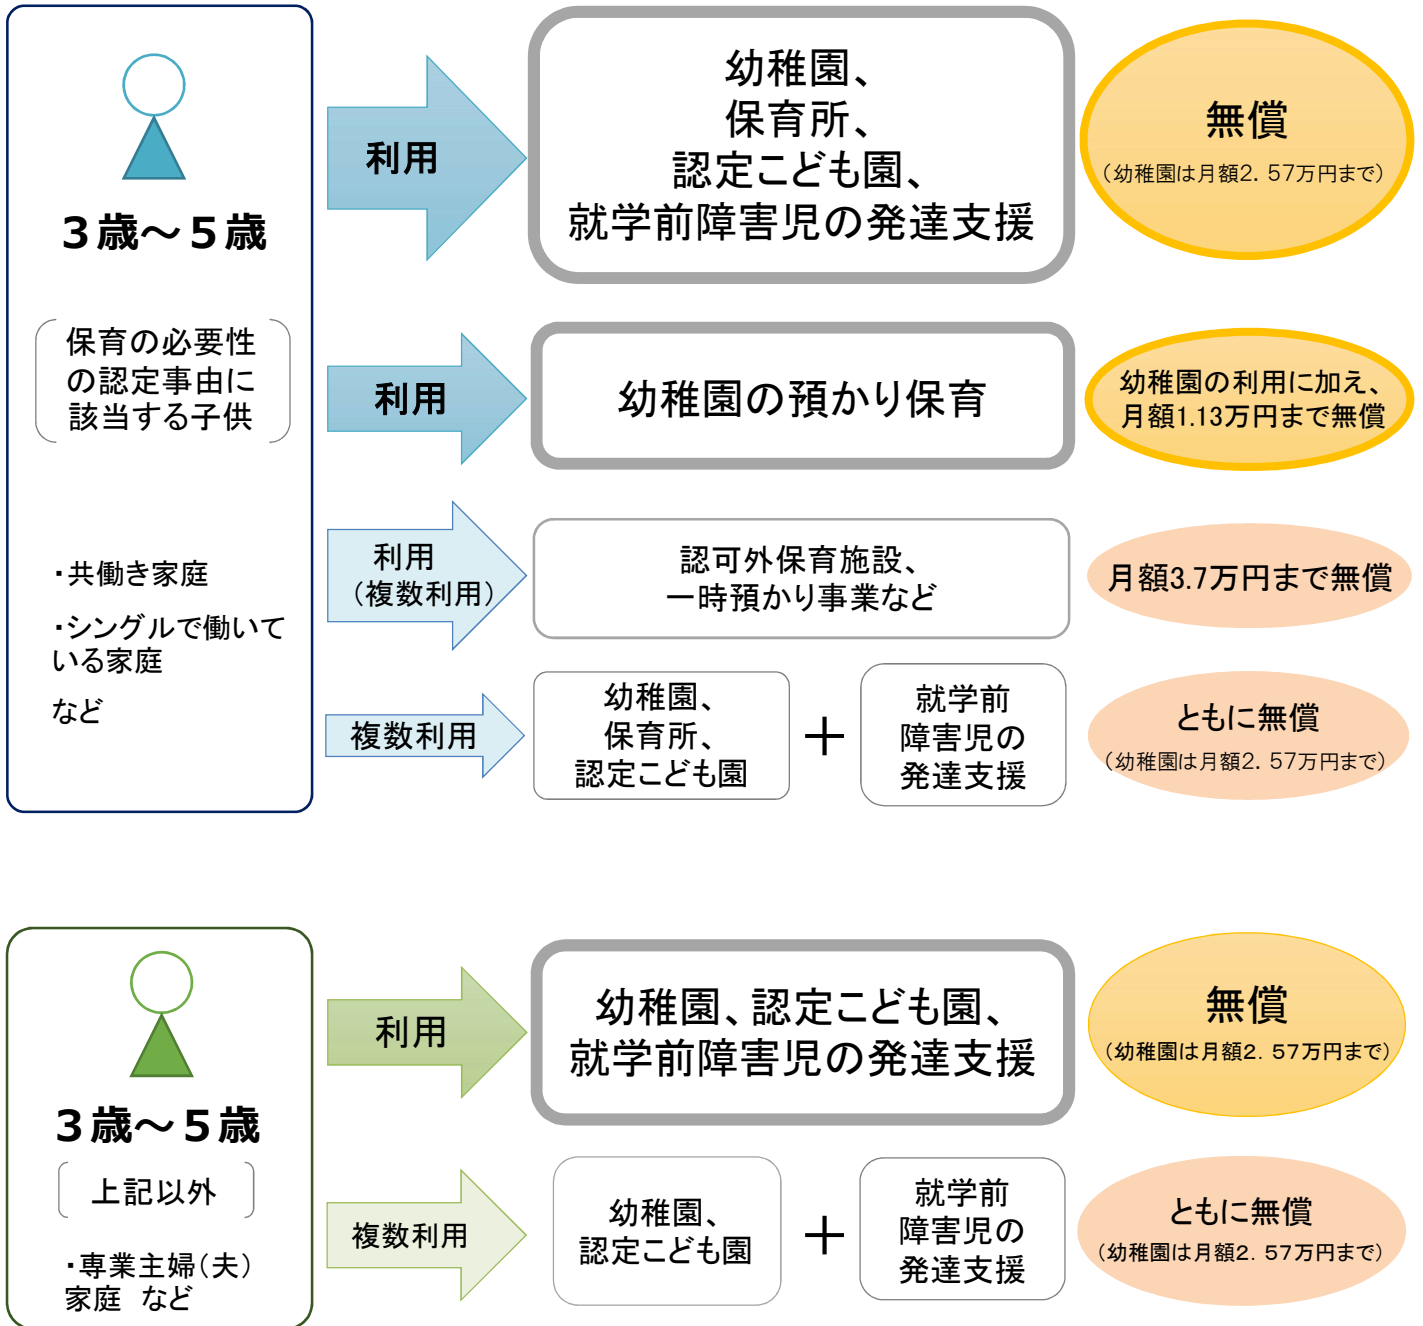 ３歳～５歳
保育の必要性
の認定事由に
該当する子供
・共働き家庭
・シングルで働いて
いる家庭
など
利用
幼稚園、
保育所、
認定こども園、
就学前障害児の発達支援
無償
（幼稚園は月額2．57万円まで）
利用
幼稚園の預かり保育
幼稚園の利用に加え、
月額1.13万円まで無償
利用
（複数利用）
認可外保育施設、
一時預かり事業など
月額3.7万円まで無償
複数利用
幼稚園、
保育所、
認定こども園
＋
就学前
障害児の
発達支援
ともに無償
（幼稚園は月額2．57万円まで）
３歳～５歳
上記以外
・専業主婦（夫）
家庭　など
利用
幼稚園、認定こども園、
就学前障害児の発達支援
無償
（幼稚園は月額2．57万円まで）
複数利用
幼稚園、
認定こども園
＋
就学前
障害児の
発達支援
ともに無償
（幼稚園は月額2．57万円まで）